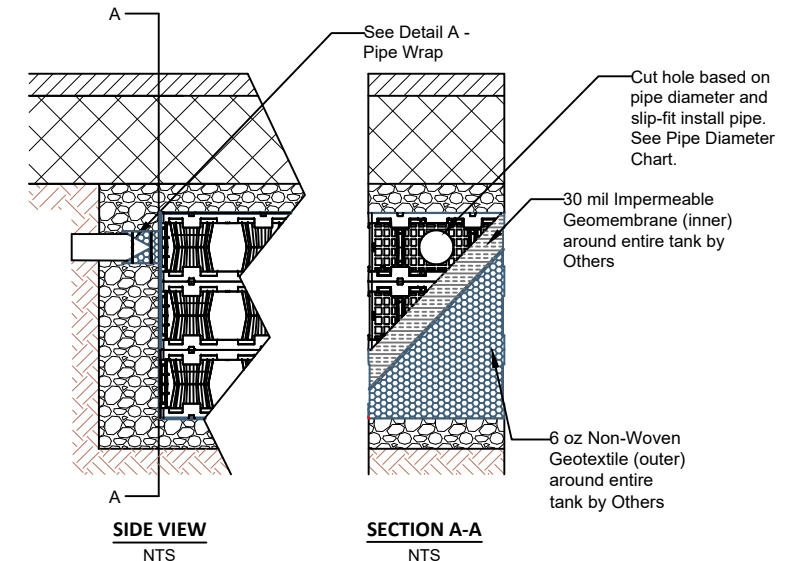 A
See Detail A -
Pipe Wrap
Cut hole based on
pipe diameter and
slip-fit install pipe.
See Pipe Diameter
Chart.
30 mil Impermeable
Geomembrane (inner)
around entire tank by
Others
6 oz Non-Woven
Geotextile (outer)
around entire
tank by Others
A
SIDE VIEW
NTS
SECTION A-A
NTS